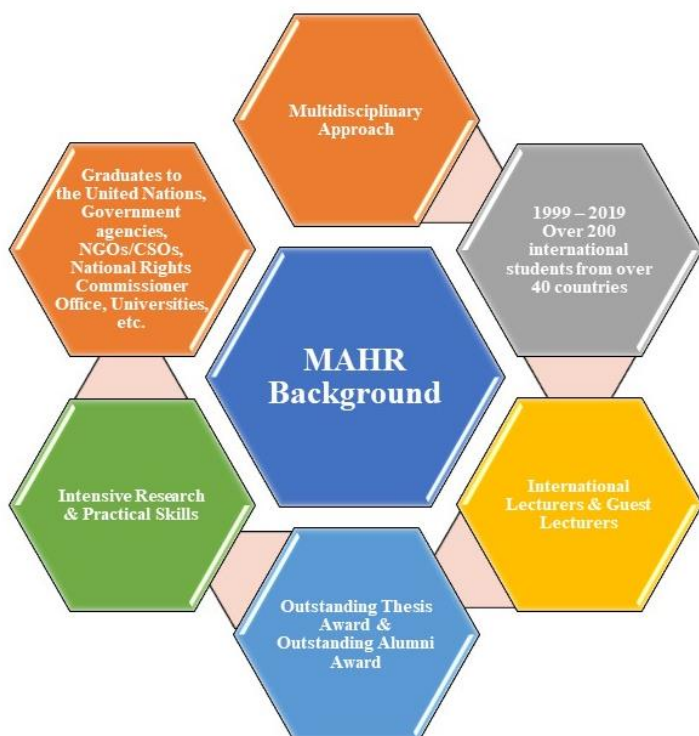 Multidisciplinary
Approach
Graduates to
the United Nations,
Government
agencies,
NGOs/CSOs,
National Rights
Commissioner
Office, Universities,
etc.
1999 – 2019
Over 200
international
students from over
40 countries
MAHR
Background
Intensive Research
& Practical Skills
International
Lecturers & Guest
Lecturers
Outstanding Thesis
Award &
Outstanding Alumni
Award